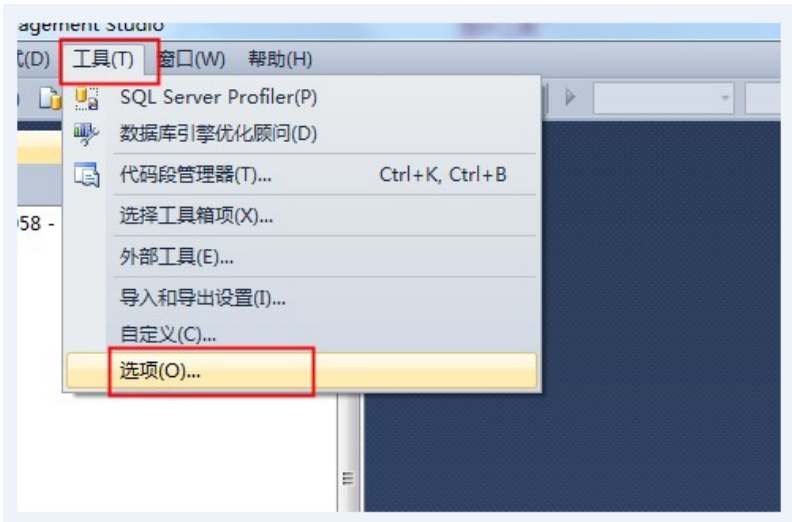 agement Studio
式(D) 工具(T) 窗口(W) 帮助(H)
SQL Server Profiler(P)
数据库引擎优化顾问(D)
代码段管理器(T)... Ctrl+K, Ctrl+B
选择工具箱项(X)...
058 -
外部工具(E)...
导入和导出设置(I)...
自定义(C)...
选项(O)...